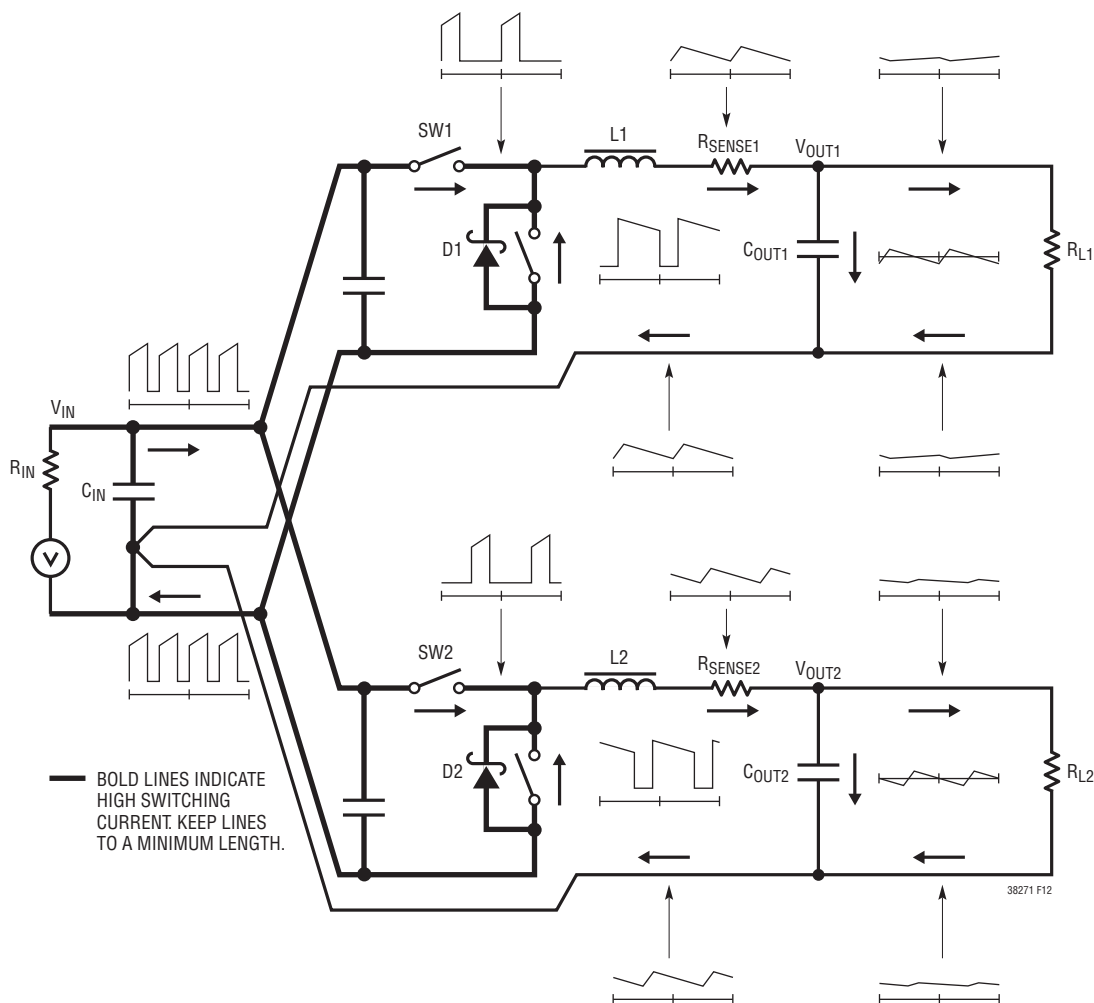 SW1
L1
RSENSE1
VOUT1
D1
COUT1
RL1
VIN
RIN
CIN
V
SW2
L2
RSENSE2
VOUT2
D2
COUT2
RL2
BOLD LINES INDICATE
HIGH SWITCHING
CURRENT. KEEP LINES
TO A MINIMUM LENGTH.
38271 F12